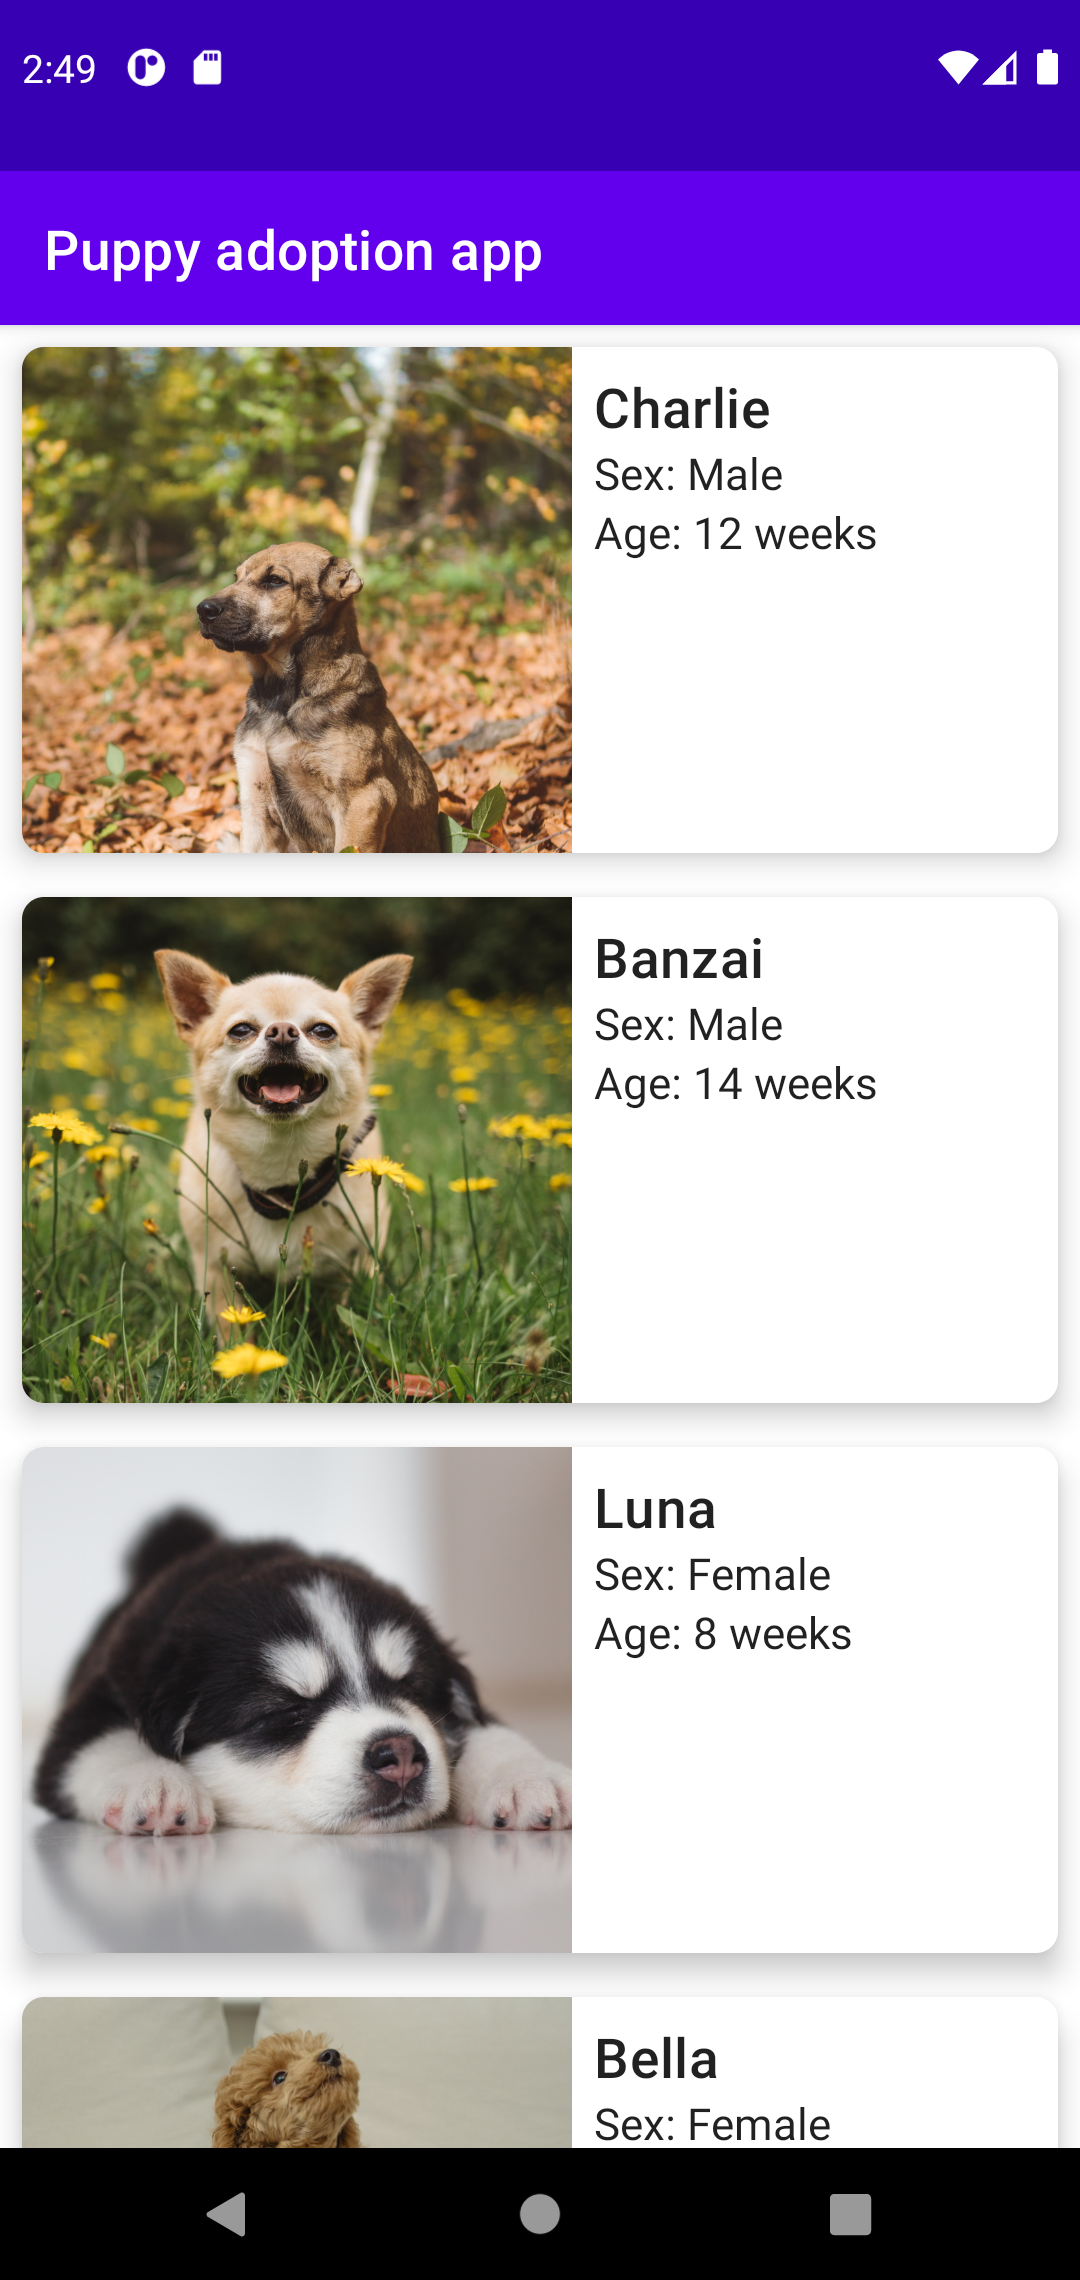 2:49
Puppy adoption app
Charlie
Sex: Male
Age: 12 weeks
Banzai
Sex: Male
Age: 14 weeks
Luna
Sex: Female
Age: 8 weeks
Bella
Sex: Female